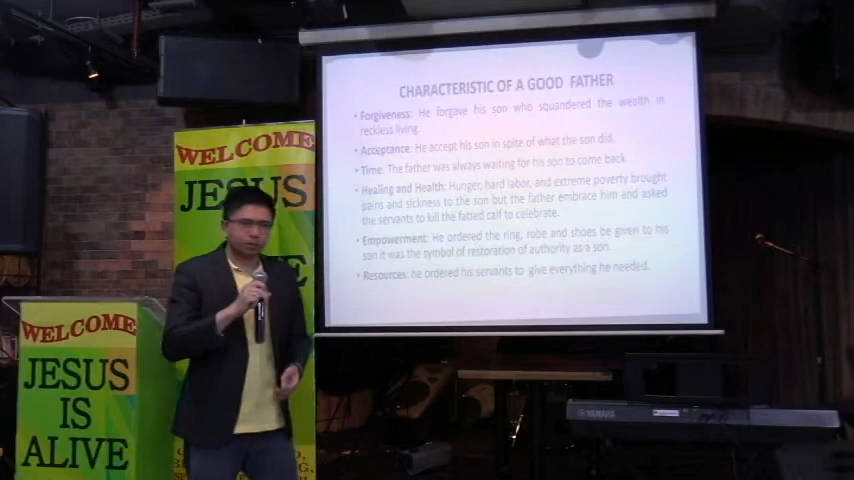 CHARACTERISTIC OF A GOOD FATHER
• Forgiveness: He forgave his son who squandered the wealth in
reckless living.
• Acceptance: He accept his son in spite of what the son did.
• Time: The father was always waiting for his son to come back.
• Healing and Health: Hunger, hard labor, and extreme poverty brought
pains and sickness to the son but the father embrace him and asked
the servants to kill the fatted calf to celebrate.
• Empowerment: He ordered the ring, robe and shoes be given to his
son it was the symbol of restoration of authority as a son.
• Resources: he ordered his servants to give everything he needed.
WELCOME
JESUS
WELCOME
JESUS
IS
ALIVE
YAMAHA